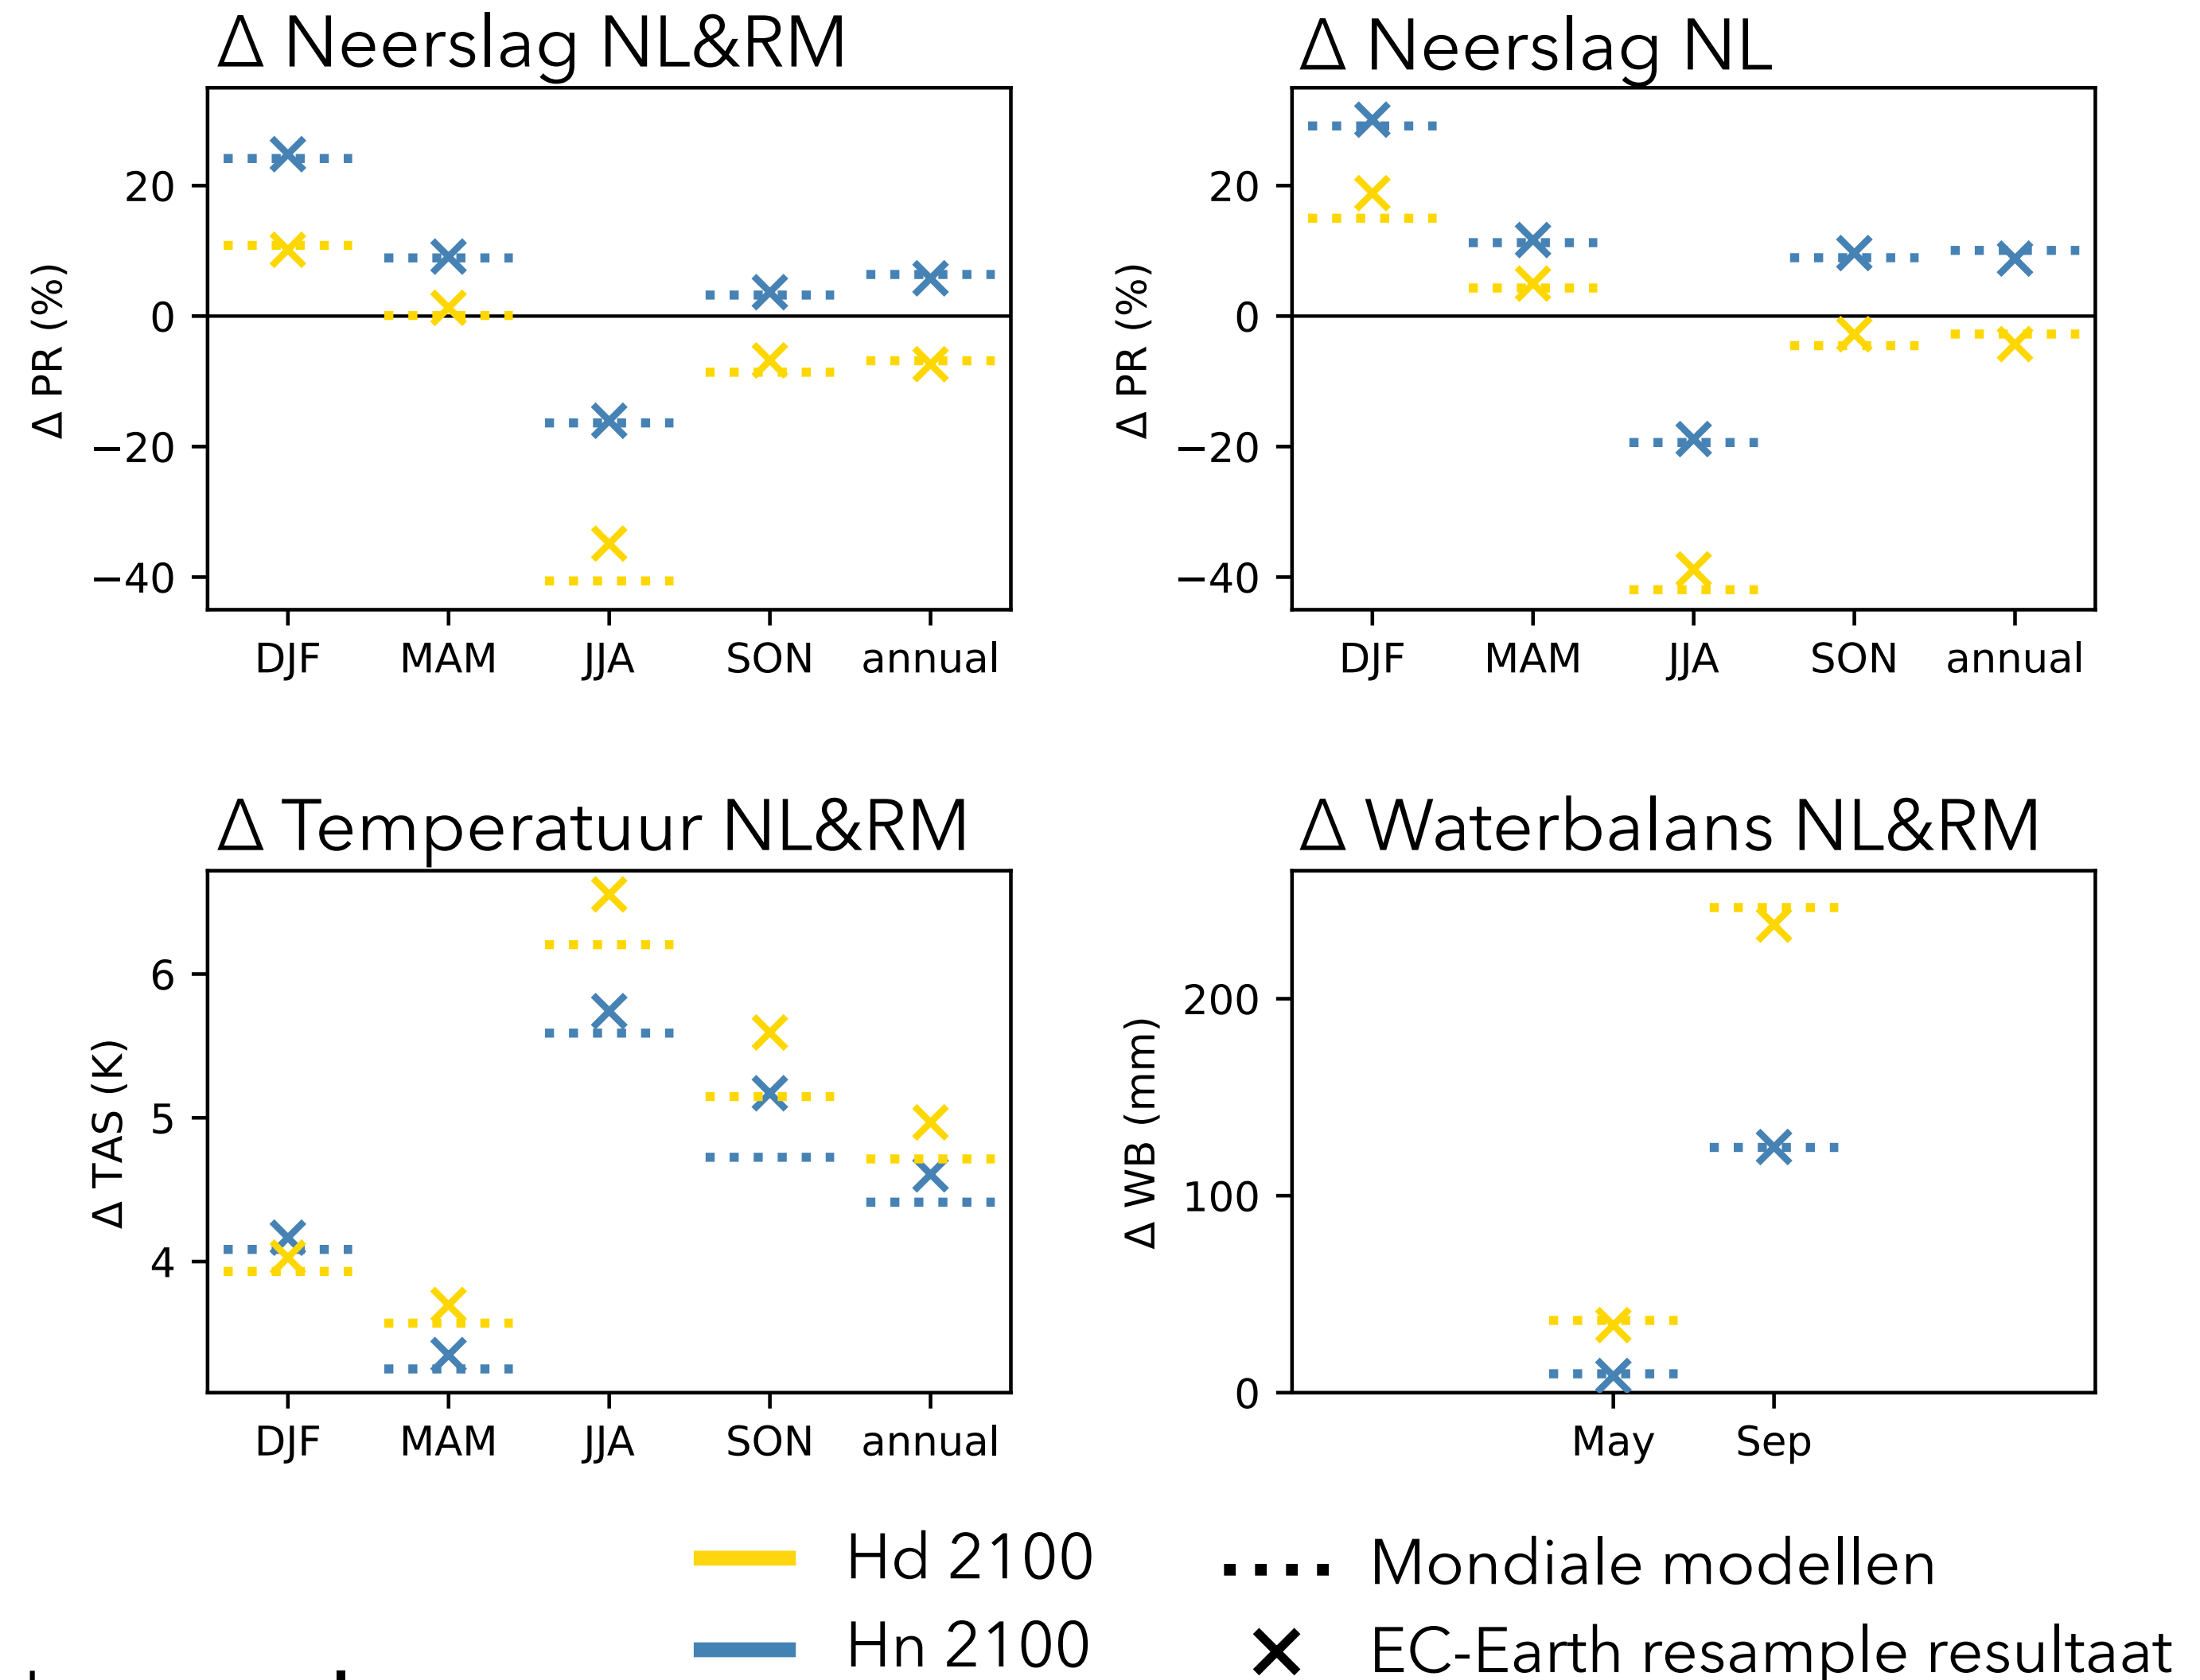 Δ Neerslag NL&RM
Δ PR (%)
20
0
−20
−40
DJF MAM JJA SON annual
Δ Neerslag NL
Δ PR (%)
20
0
−20
−40
DJF MAM JJA SON annual
Δ Temperatuur NL&RM
Δ TAS (K)
6
5
4
DJF MAM JJA SON annual
Δ Waterbalans NL&RM
Δ WB (mm)
200
100
0
May Sep
Hd 2100
Hn 2100
Mondiale modellen
EC-Earth resample resultaat